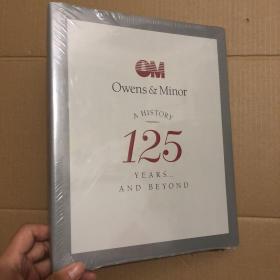 OM
Owens & Minor
A HISTORY
125
YEARS...
AND BEYOND